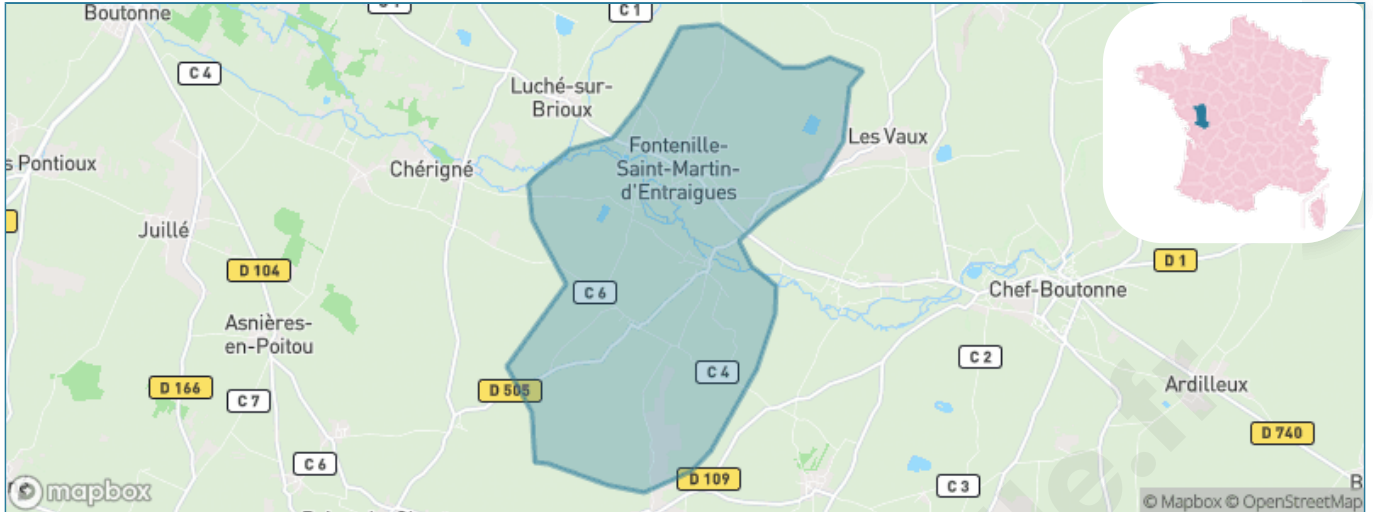 Boutonne
C 1
C 4
Luché-sur-
Brioux
Les Vaux
Fontenille-
Saint-Martin-
d'Entraigues
s Pontioux
Chérigné
Juillé
D 104
C 6
D 1
Chef-Boutonne
Asnières-
en-Poitou
C 2
C 4
D 166
D 505
C 7
Ardilleux
D 740
C 6
D 109
C 3
B
mapbox
© Mapbox © OpenStreetMap